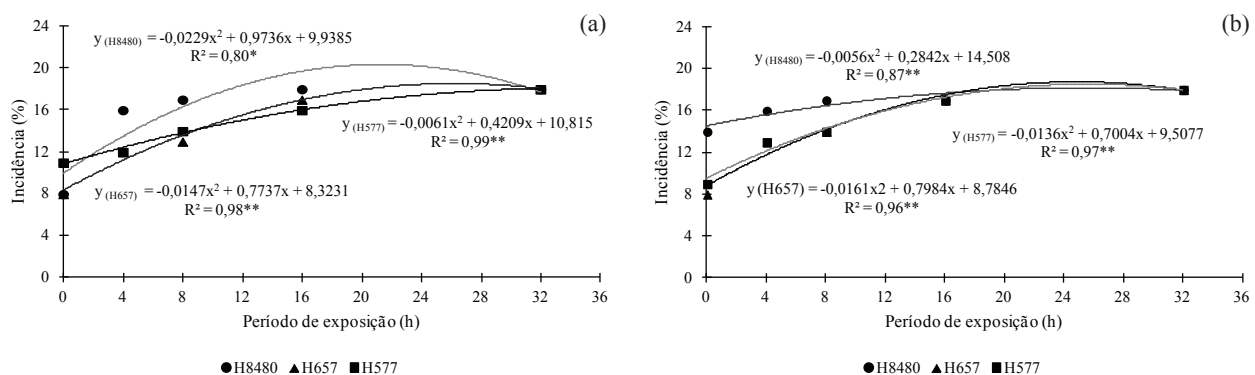 (a)
24
20
16
12
8
4
0
Incidência (%)
y (H8480) = -0,0229x² + 0,9736x + 9,9385
R² = 0,80*
y (H577) = -0,0061x² + 0,4209x + 10,815
R² = 0,99**
y (H657) = -0,0147x² + 0,7737x + 8,3231
R² = 0,98**
0 4 8 12 16 20 24 28 32 36
Período de exposição (h)
H8480 H657 H577
(b)
24
20
16
12
8
4
0
Incidência (%)
y (H8480) = -0,0056x² + 0,2842x + 14,508
R² = 0,87**
y (H577) = -0,0136x² + 0,7004x + 9,5077
R² = 0,97**
y (H657) = -0,0161x2 + 0,7984x + 8,7846
R² = 0,96**
0 4 8 12 16 20 24 28 32 36
Período de exposição (h)
H8480 H657 H577